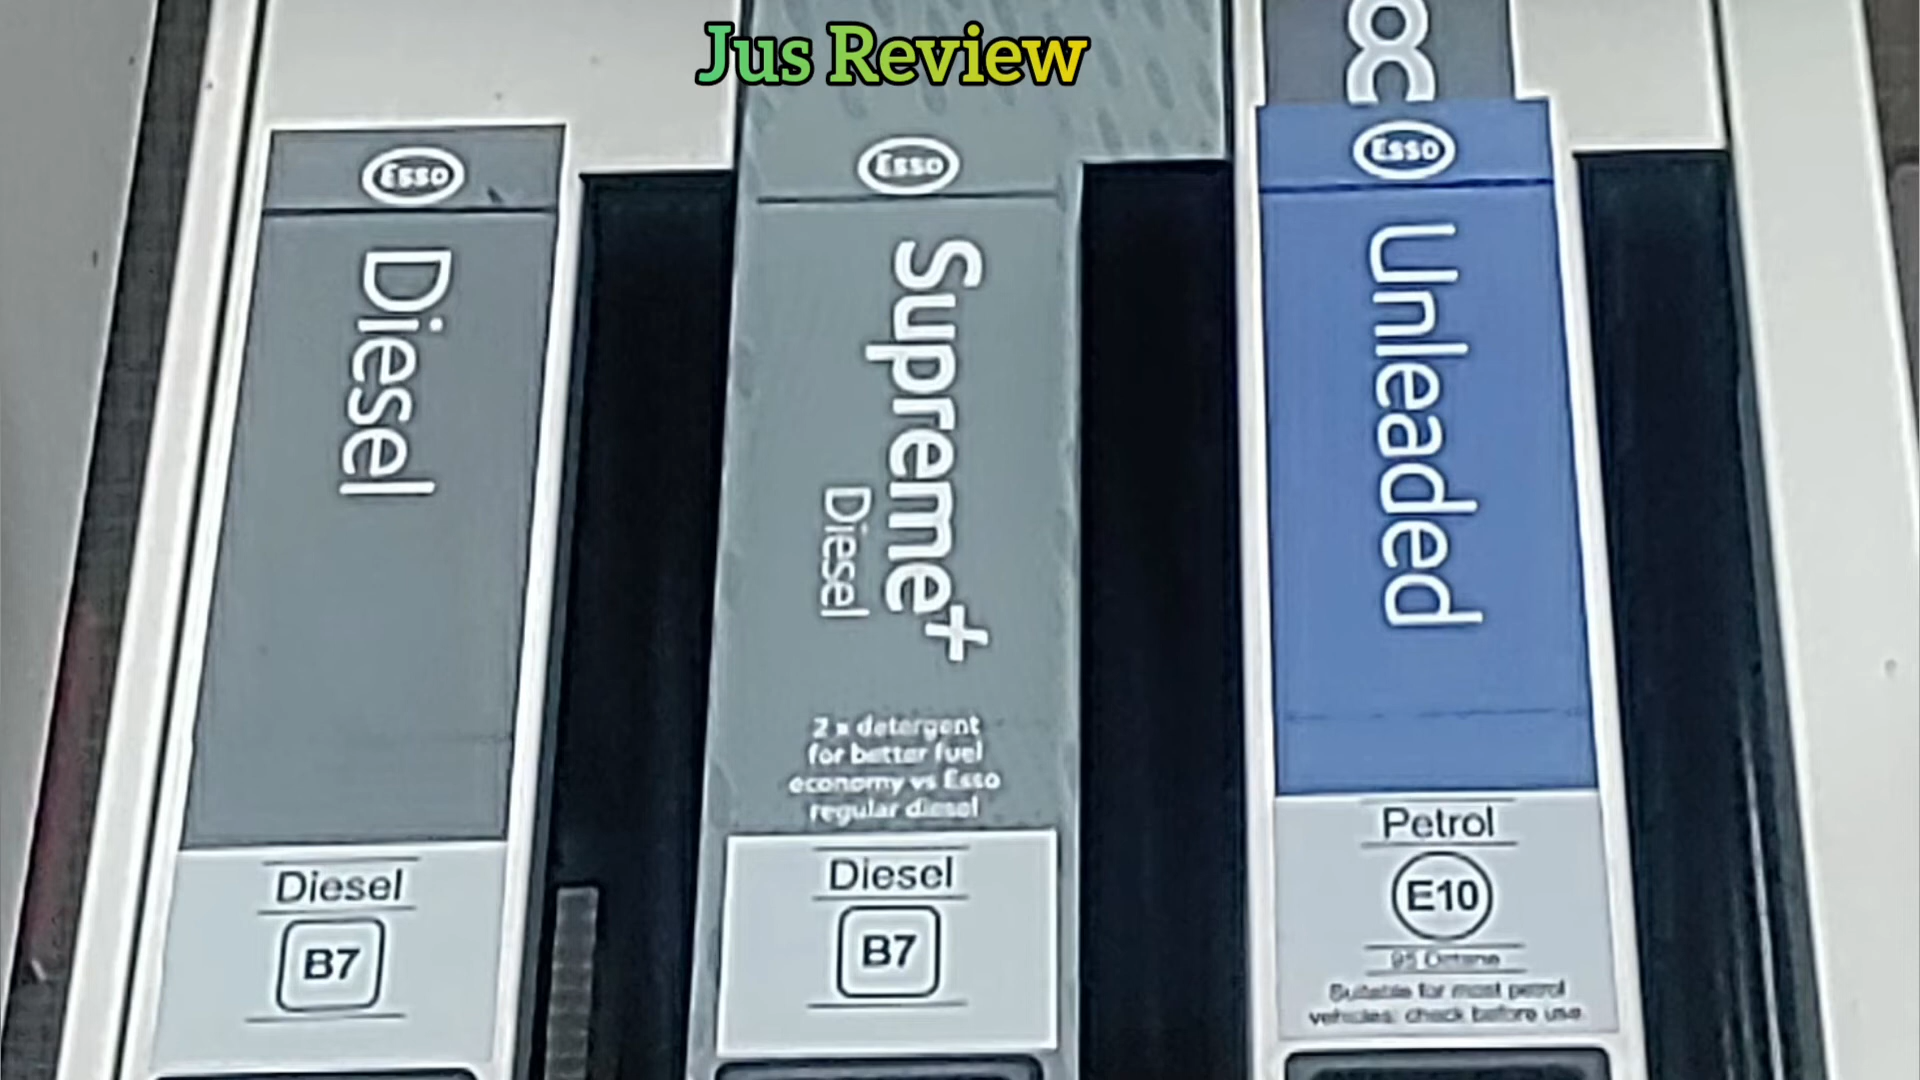 Jus Review
Esso
Diesel
Diesel
B7
Esso
Supreme+
Diesel
2 x detergent
for better fuel
economy vs Esso
regular diesel
Diesel
B7
Esso
Unleaded
Petrol
E10
95 Octane
Suitable for most petrol
vehicles: check before use